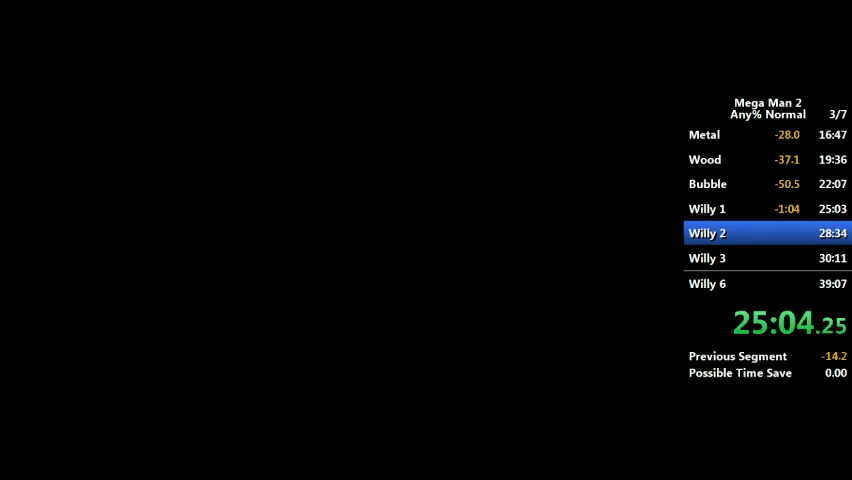 Mega Man 2
Any% Normal 3/7
Metal -28.0 16:47
Wood -37.1 19:36
Bubble -50.5 22:07
Willy 1 -1:04 25:03
Willy 2 28:34
Willy 3 30:11
Willy 6 39:07
25:04.25
Previous Segment -14.2
Possible Time Save 0.00